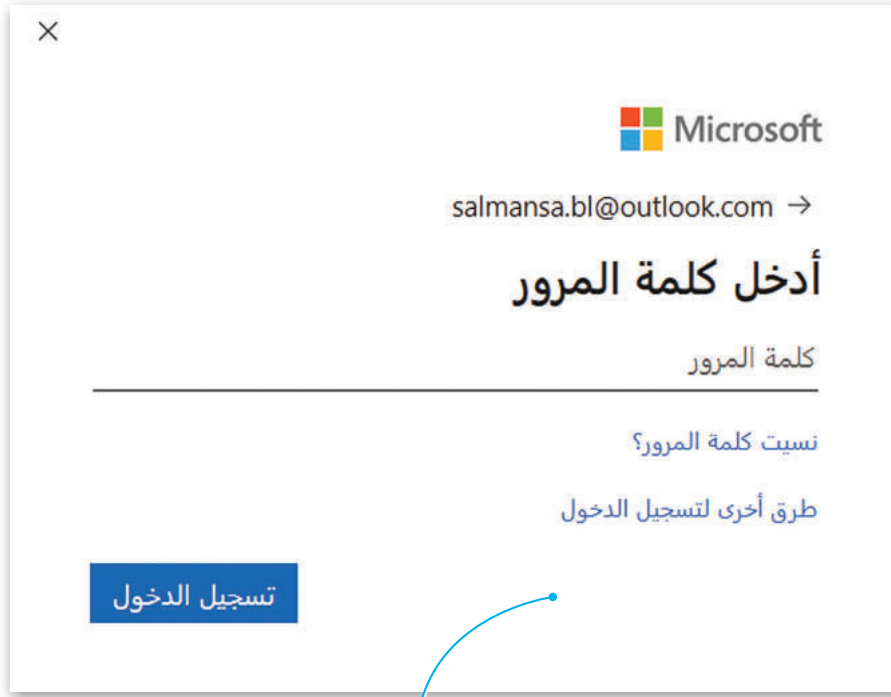 Microsoft
salmansa.bl@outlook.com
أدخل كلمة المرور
كلمة المرور
نسيت كلمة المرور؟
طرق أخرى لتسجيل الدخول
تسجيل الدخول